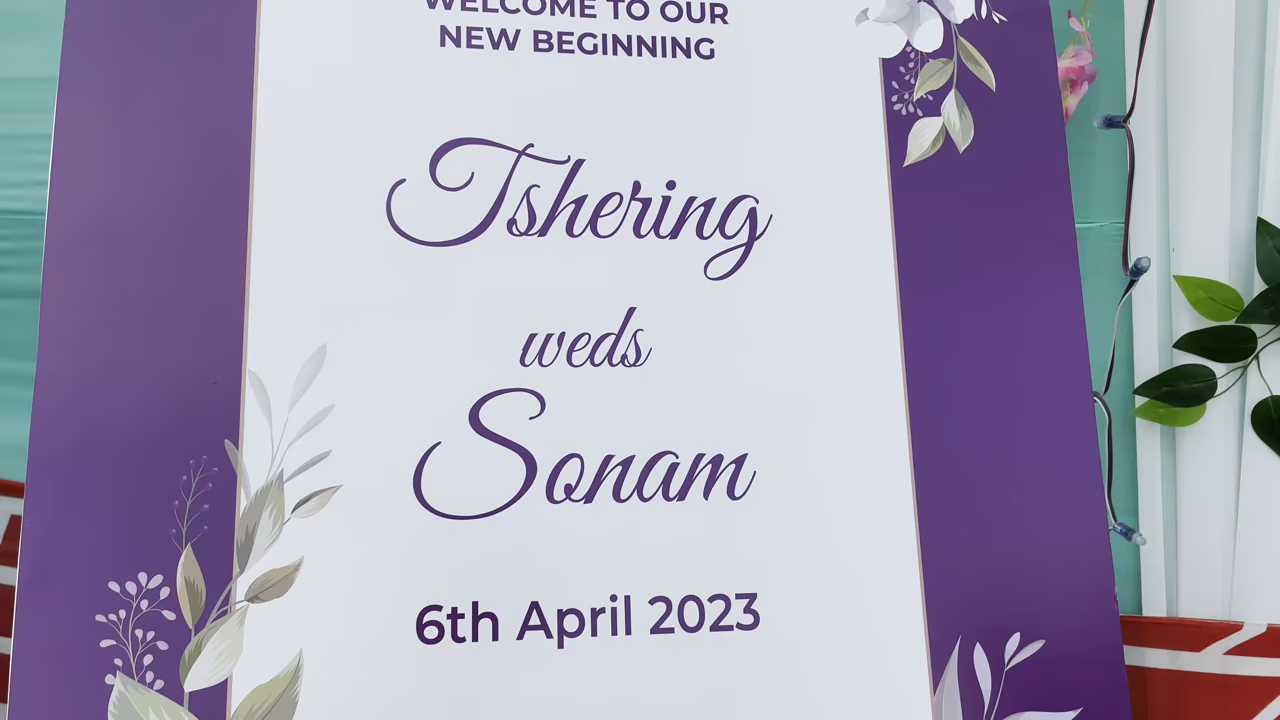 WELCOME TO OUR
NEW BEGINNING
Tshering
weds
Sonam
6th April 2023